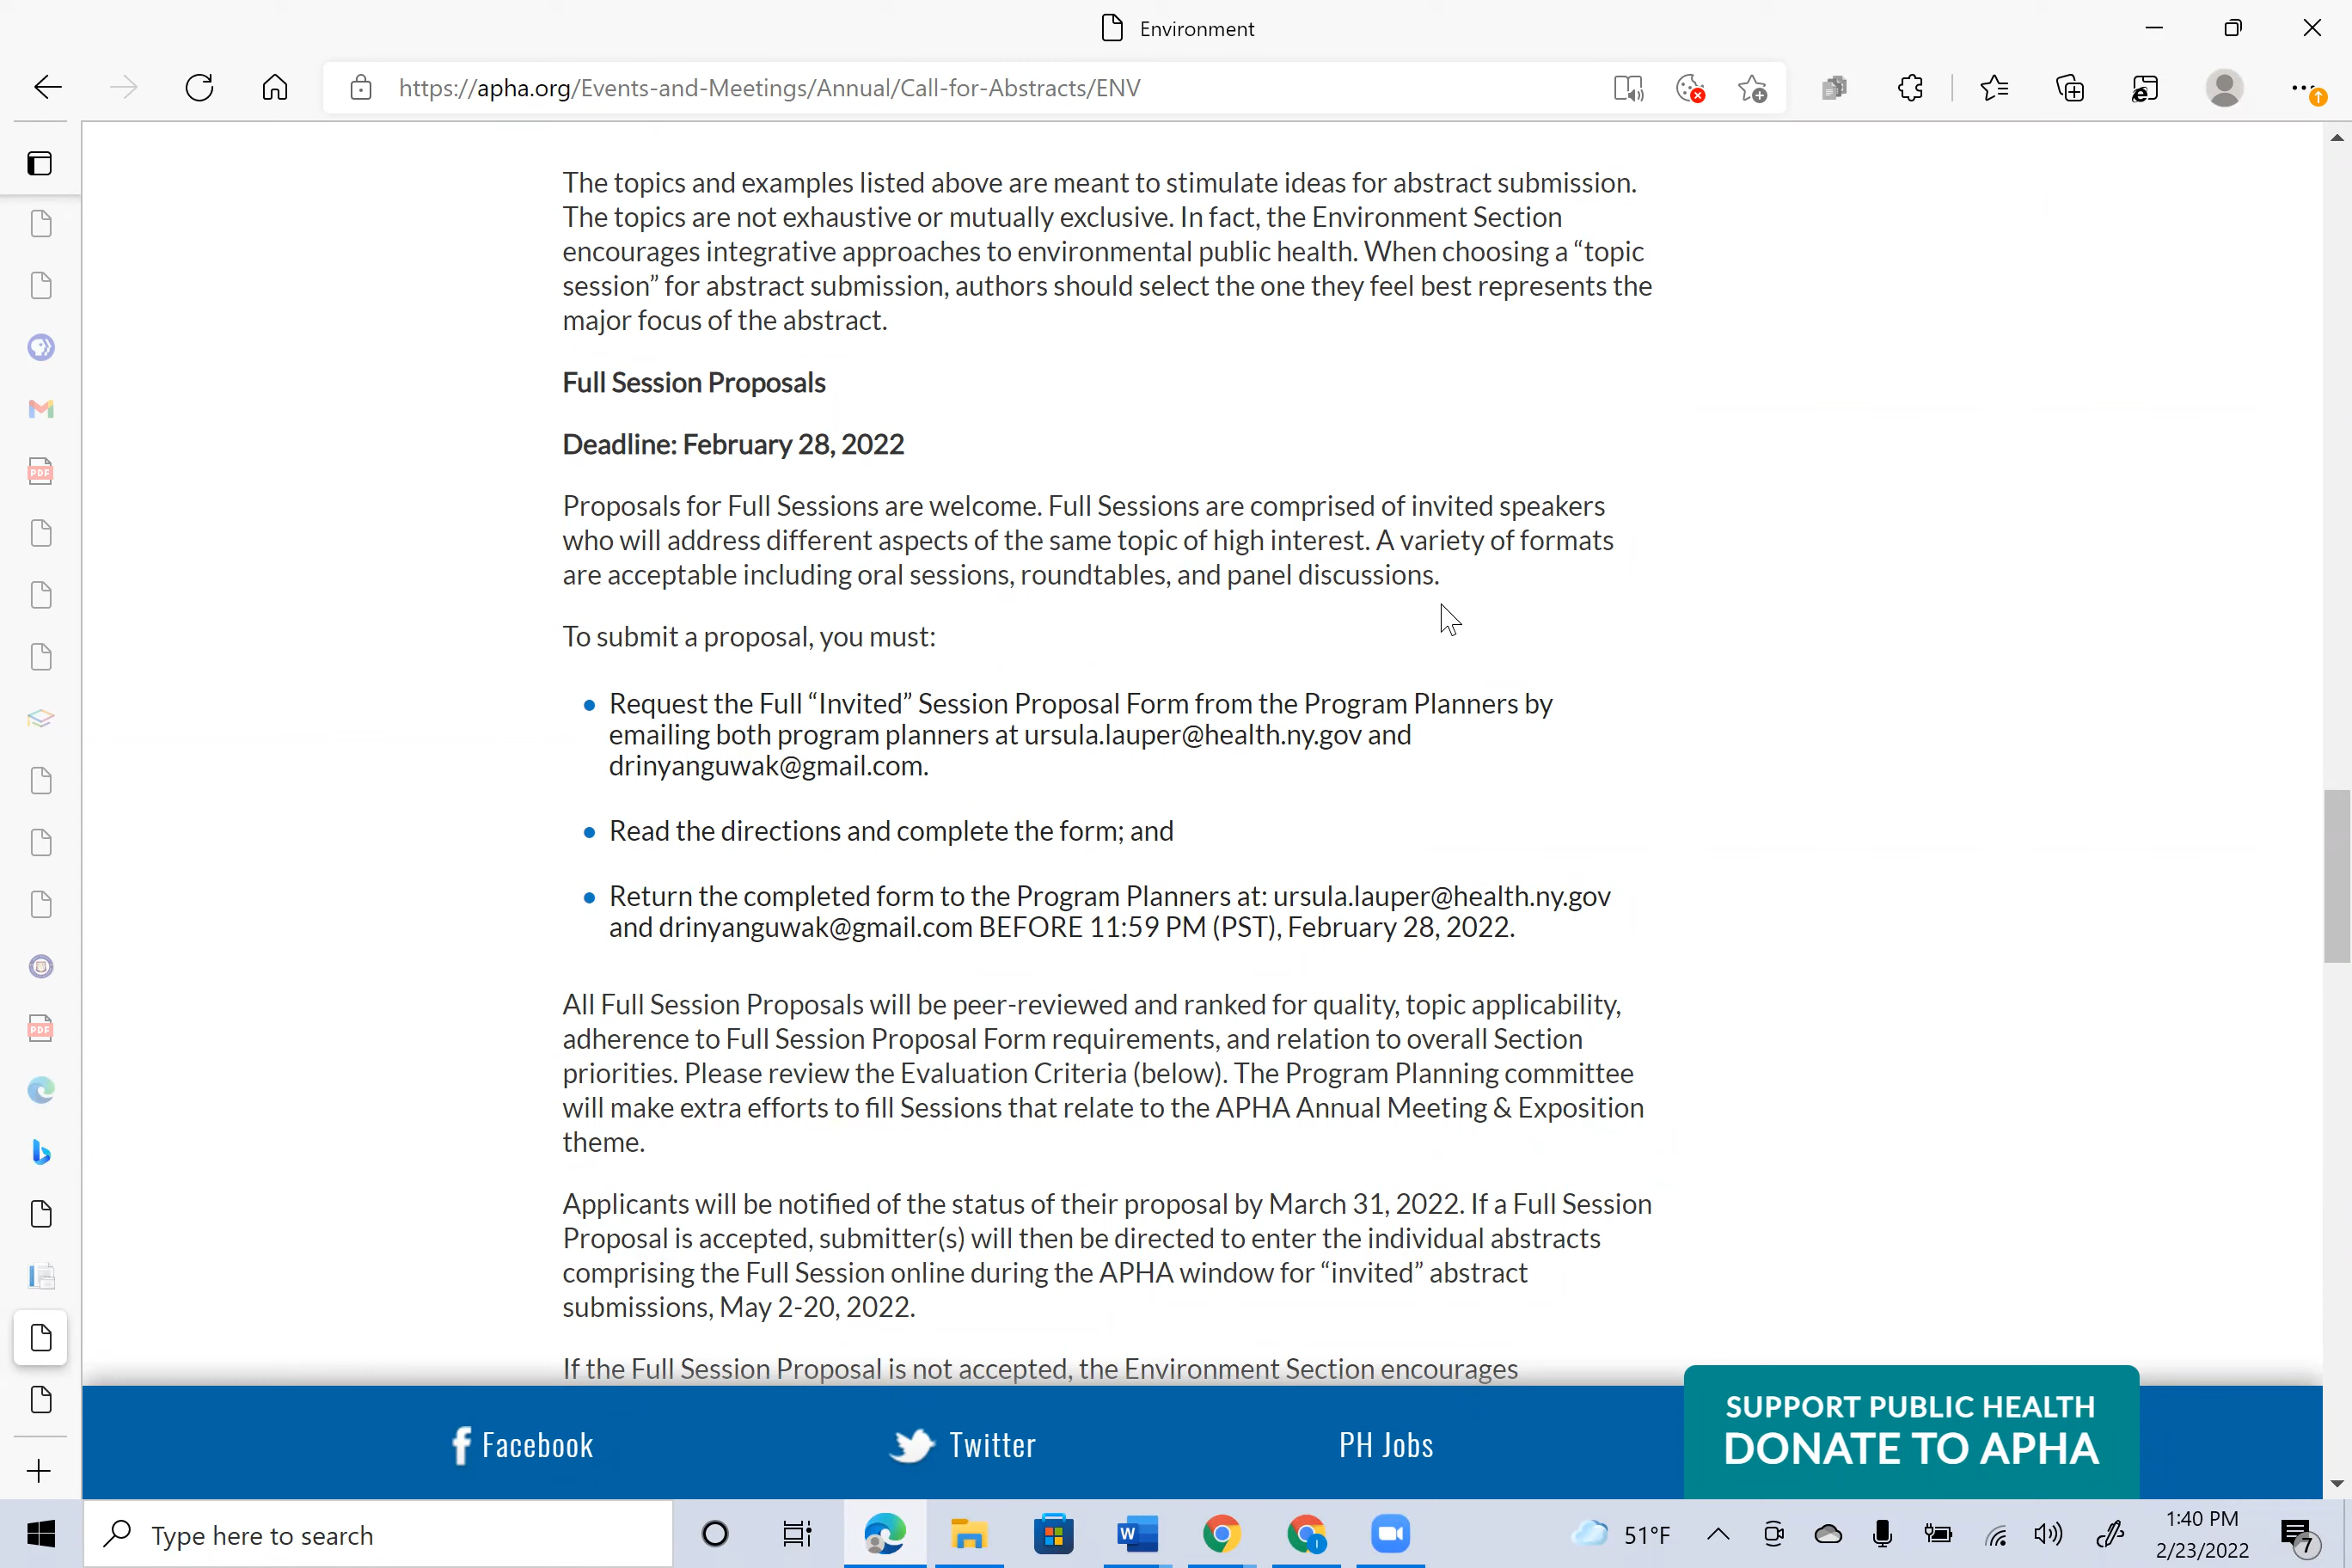 Environment
https://apha.org/Events-and-Meetings/Annual/Call-for-Abstracts/ENV
The topics and examples listed above are meant to stimulate ideas for abstract submission.
The topics are not exhaustive or mutually exclusive. In fact, the Environment Section
encourages integrative approaches to environmental public health. When choosing a “topic
session” for abstract submission, authors should select the one they feel best represents the
major focus of the abstract.
Full Session Proposals
Deadline: February 28, 2022
Proposals for Full Sessions are welcome. Full Sessions are comprised of invited speakers
who will address different aspects of the same topic of high interest. A variety of formats
are acceptable including oral sessions, roundtables, and panel discussions.
To submit a proposal, you must:
Request the Full “Invited” Session Proposal Form from the Program Planners by
emailing both program planners at ursula.lauper@health.ny.gov and
drinyanguwak@gmail.com.
Read the directions and complete the form; and
Return the completed form to the Program Planners at: ursula.lauper@health.ny.gov
and drinyanguwak@gmail.com BEFORE 11:59 PM (PST), February 28, 2022.
All Full Session Proposals will be peer-reviewed and ranked for quality, topic applicability,
adherence to Full Session Proposal Form requirements, and relation to overall Section
priorities. Please review the Evaluation Criteria (below). The Program Planning committee
will make extra efforts to fill Sessions that relate to the APHA Annual Meeting & Exposition
theme.
Applicants will be notified of the status of their proposal by March 31, 2022. If a Full Session
Proposal is accepted, submitter(s) will then be directed to enter the individual abstracts
comprising the Full Session online during the APHA window for “invited” abstract
submissions, May 2-20, 2022.
If the Full Session Proposal is not accepted, the Environment Section encourages
Facebook
Twitter
PH Jobs
SUPPORT PUBLIC HEALTH
DONATE TO APHA
Type here to search
51°F
1:40 PM
2/23/2022
7